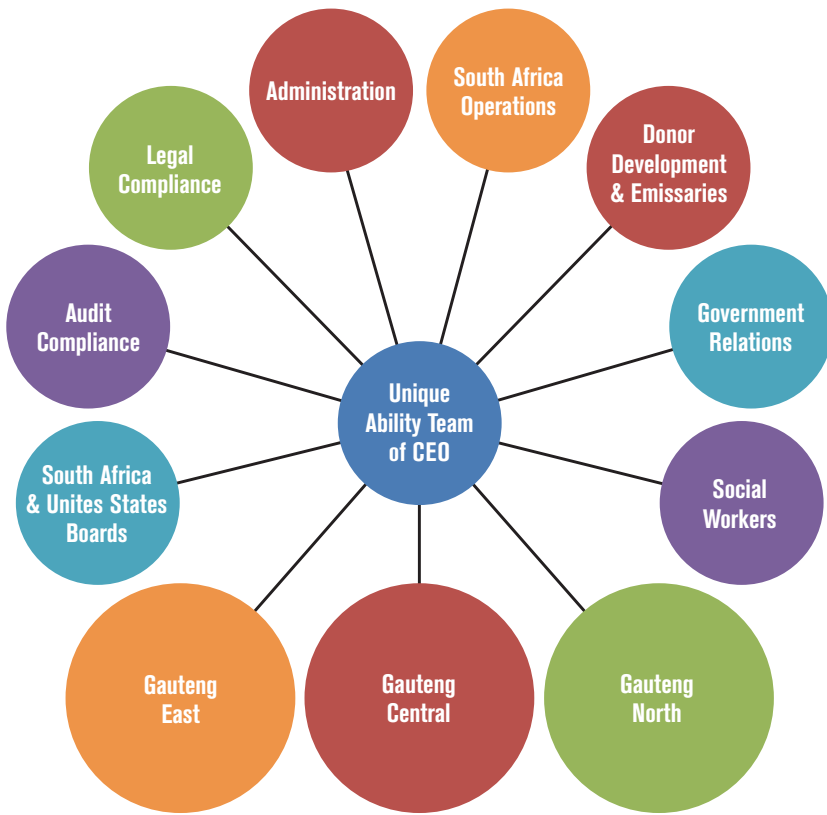 Administration
South Africa
Operations
Legal
Compliance
Donor
Development
& Emissaries
Audit
Compliance
Government
Relations
Unique
Ability Team
of CEO
South Africa
& Unites States
Boards
Social
Workers
Gauteng
East
Gauteng
Central
Gauteng
North